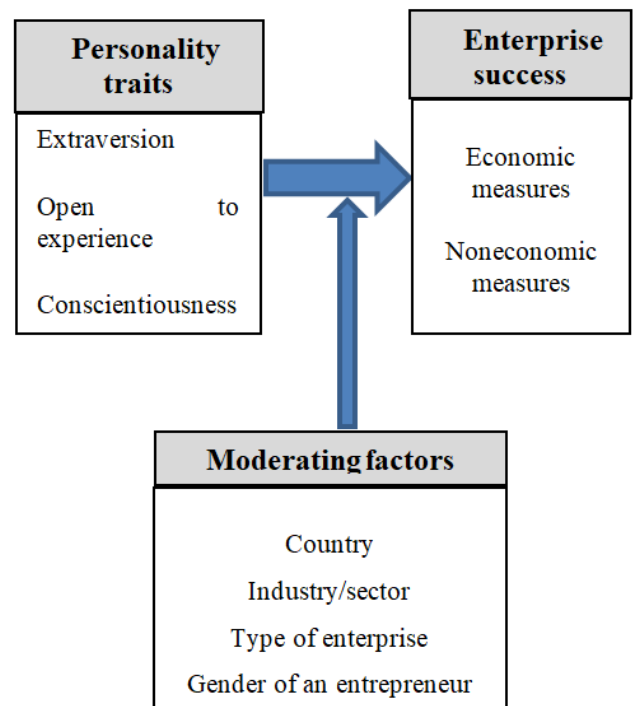 Personality
traits
Extraversion
Open to
experience
Conscientiousness
Enterprise
success
Economic
measures
Noneconomic
measures
Moderating factors
Country
Industry/sector
Type of enterprise
Gender of an entrepreneur